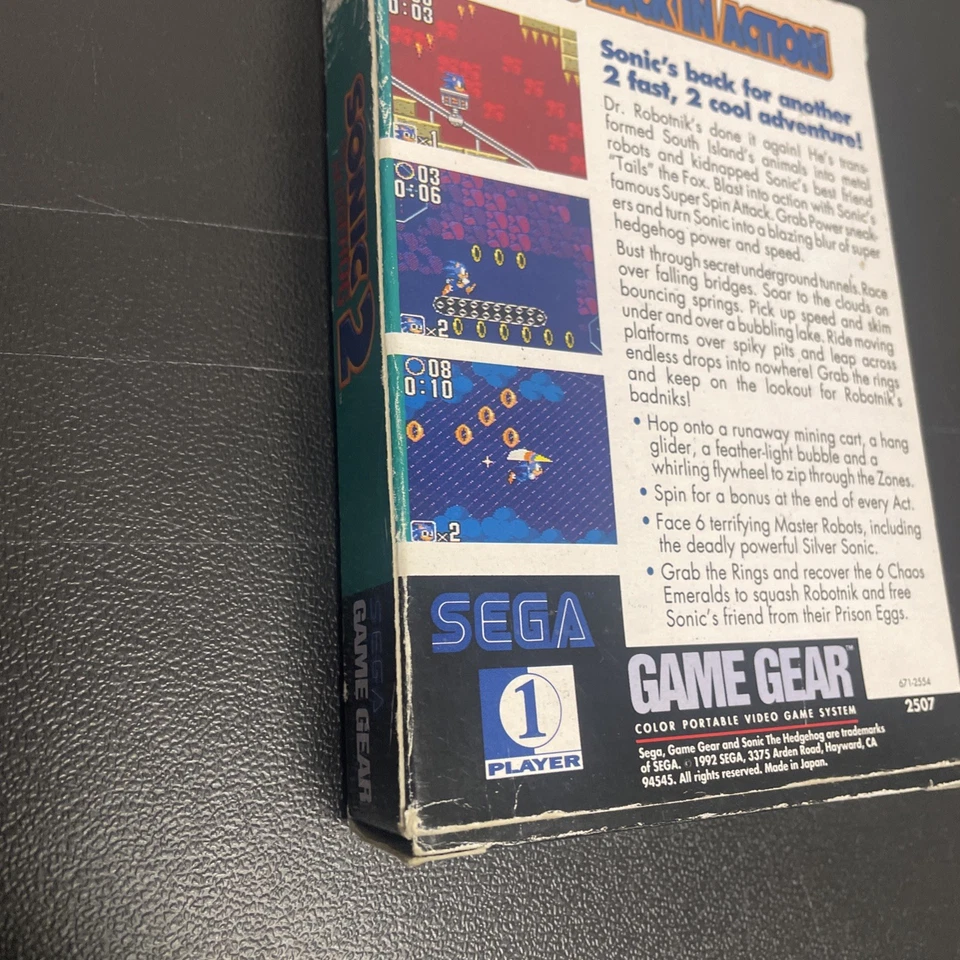 BACK IN ACTION!
Sonic's back for another
2 fast, 2 cool adventure!
Dr. Robotnik's done it again! He's trans-
formed South Island's animals into metal
robots and kidnapped Sonic's best friend
"Tails" the Fox. Blast into action with Sonic's
famous Super Spin Attack. Grab Power sneak-
ers and turn Sonic into a blazing blur of super
hedgehog power and speed.
Bust through secret underground tunnels. Race
over falling bridges. Soar to the clouds on
bouncing springs. Pick up speed and skim
under and over a bubbling lake. Ride moving
platforms over spiky pits and leap across
endless drops into nowhere! Grab the rings
and keep on the lookout for Robotnik's
badniks!
• Hop onto a runaway mining cart, a hang
glider, a feather-light bubble and a
whirling flywheel to zip through the Zones.
• Spin for a bonus at the end of every Act.
• Face 6 terrifying Master Robots, including
the deadly powerful Silver Sonic.
• Grab the Rings and recover the 6 Chaos
Emeralds to squash Robotnik and free
Sonic's friend from their Prison Eggs.
0:03
×1
03
0:06
×2
08
0:10
×2
SONIC 2
SEGA
GAME GEAR
SEGA
1
PLAYER
GAME GEAR™
COLOR PORTABLE VIDEO GAME SYSTEM
671-2554
2507
Sega, Game Gear and Sonic The Hedgehog are trademarks
of SEGA. © 1992 SEGA, 3375 Arden Road, Hayward, CA
94545. All rights reserved. Made in Japan.